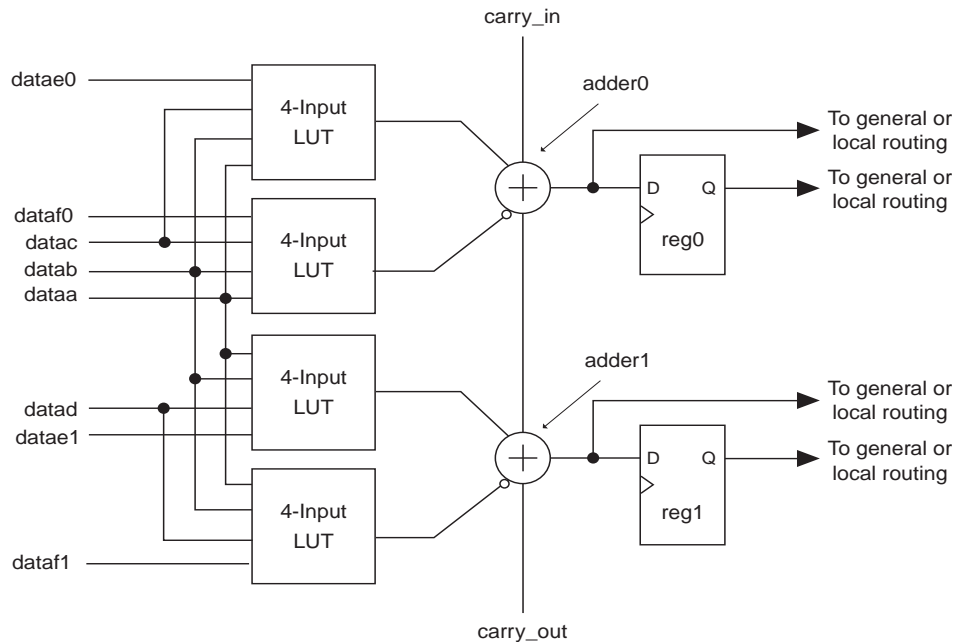 carry_in
datae0
adder0
4-Input
LUT
To general or
local routing
D Q
To general or
local routing
reg0
dataf0
datac
4-Input
LUT
datab
dataa
4-Input
LUT
adder1
To general or
local routing
datad
datae1
D Q
To general or
local routing
reg1
4-Input
LUT
dataf1
carry_out